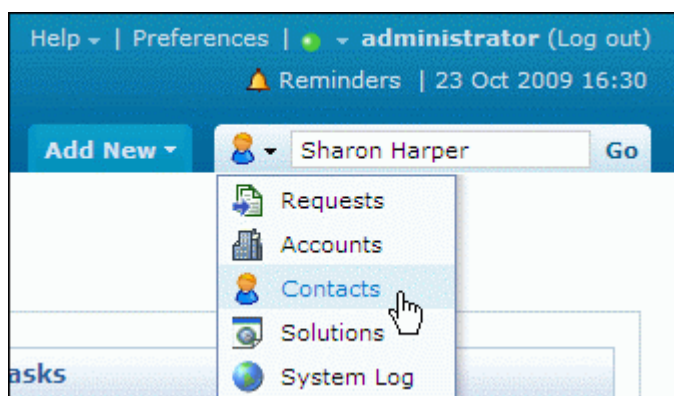 Help | Preferences | administrator (Log out)
Reminders | 23 Oct 2009 16:30
Add New
Sharon Harper
Go
Requests
Accounts
Contacts
Solutions
asks
System Log